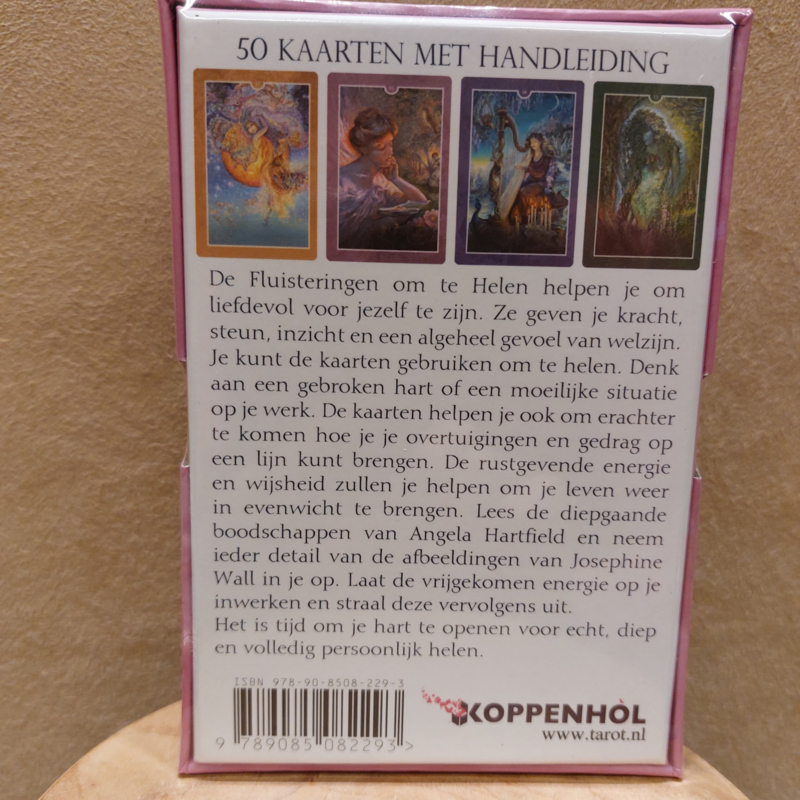 50 KAARTEN MET HANDLEIDING
De Fluisteringen om te Helen helpen je om
liefdevol voor jezelf te zijn. Ze geven je kracht,
steun, inzicht en een algeheel gevoel van welzijn.
Je kunt de kaarten gebruiken om te helen. Denk
aan een gebroken hart of een moeilijke situatie
op je werk. De kaarten helpen je ook om erachter
te komen hoe je je overtuigingen en gedrag op
een lijn kunt brengen. De rustgevende energie
en wijsheid zullen je helpen om je leven weer
in evenwicht te brengen. Lees de diepgaande
boodschappen van Angela Hartfield en neem
ieder detail van de afbeeldingen van Josephine
Wall in je op. Laat de vrijgekomen energie op je
inwerken en straal deze vervolgens uit.
Het is tijd om je hart te openen voor echt, diep
en volledig persoonlijk helen.
ISBN 978-90-8508-229-3
9 789085 082293 >
KOPPENHÒL
www.tarot.nl